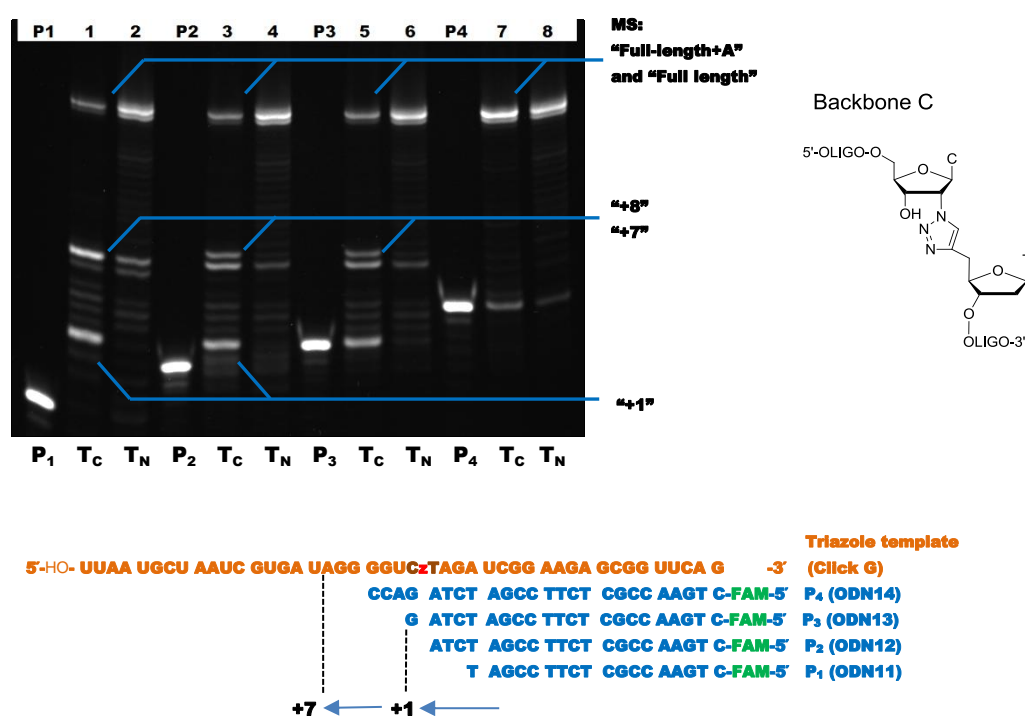 P1 1 2 P2 3 4 P3 5 6 P4 7 8
MS:
“Full-length+A”
and “Full length”
“+8”
“+7”
“+1”
P1 TC TN P2 TC TN P3 TC TN P4 TC TN
Backbone C
5'-OLIGO-O
O
C
OH
N
N
N
O
O
OLIGO-3'
Triazole template
5´-HO- UUAA UGCU AAUC GUGA UAGG GGUCzTAGA UCGG AAGA GCGG UUCA G -3´ (Click G)
CCAG ATCT AGCC TTCT CGCC AAGT C-FAM-5´ P4 (ODN14)
G ATCT AGCC TTCT CGCC AAGT C-FAM-5´ P3 (ODN13)
ATCT AGCC TTCT CGCC AAGT C-FAM-5´ P2 (ODN12)
T AGCC TTCT CGCC AAGT C-FAM-5´ P1 (ODN11)
+7 +1